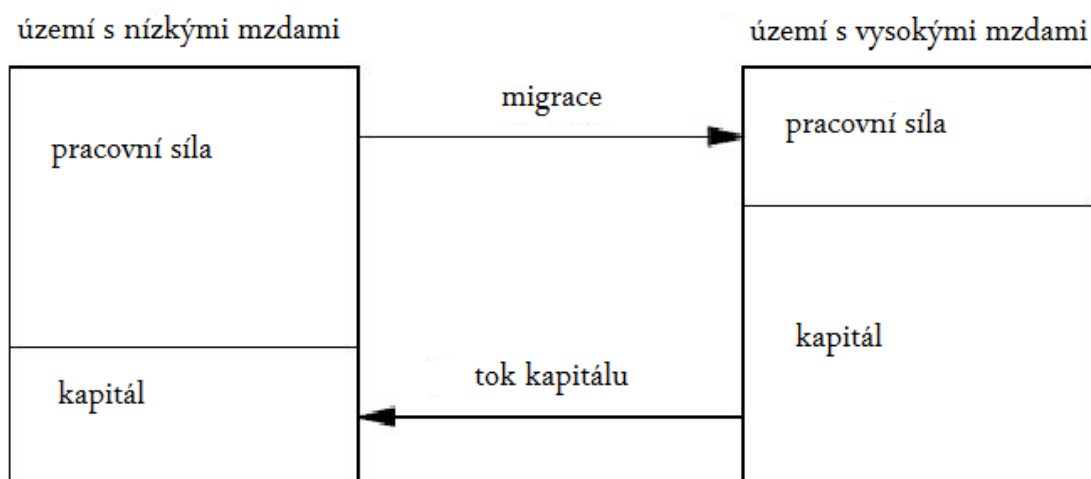 území s nízkými mzdami
území s vysokými mzdami
migrace
pracovní síla
pracovní síla
kapitál
tok kapitálu
kapitál